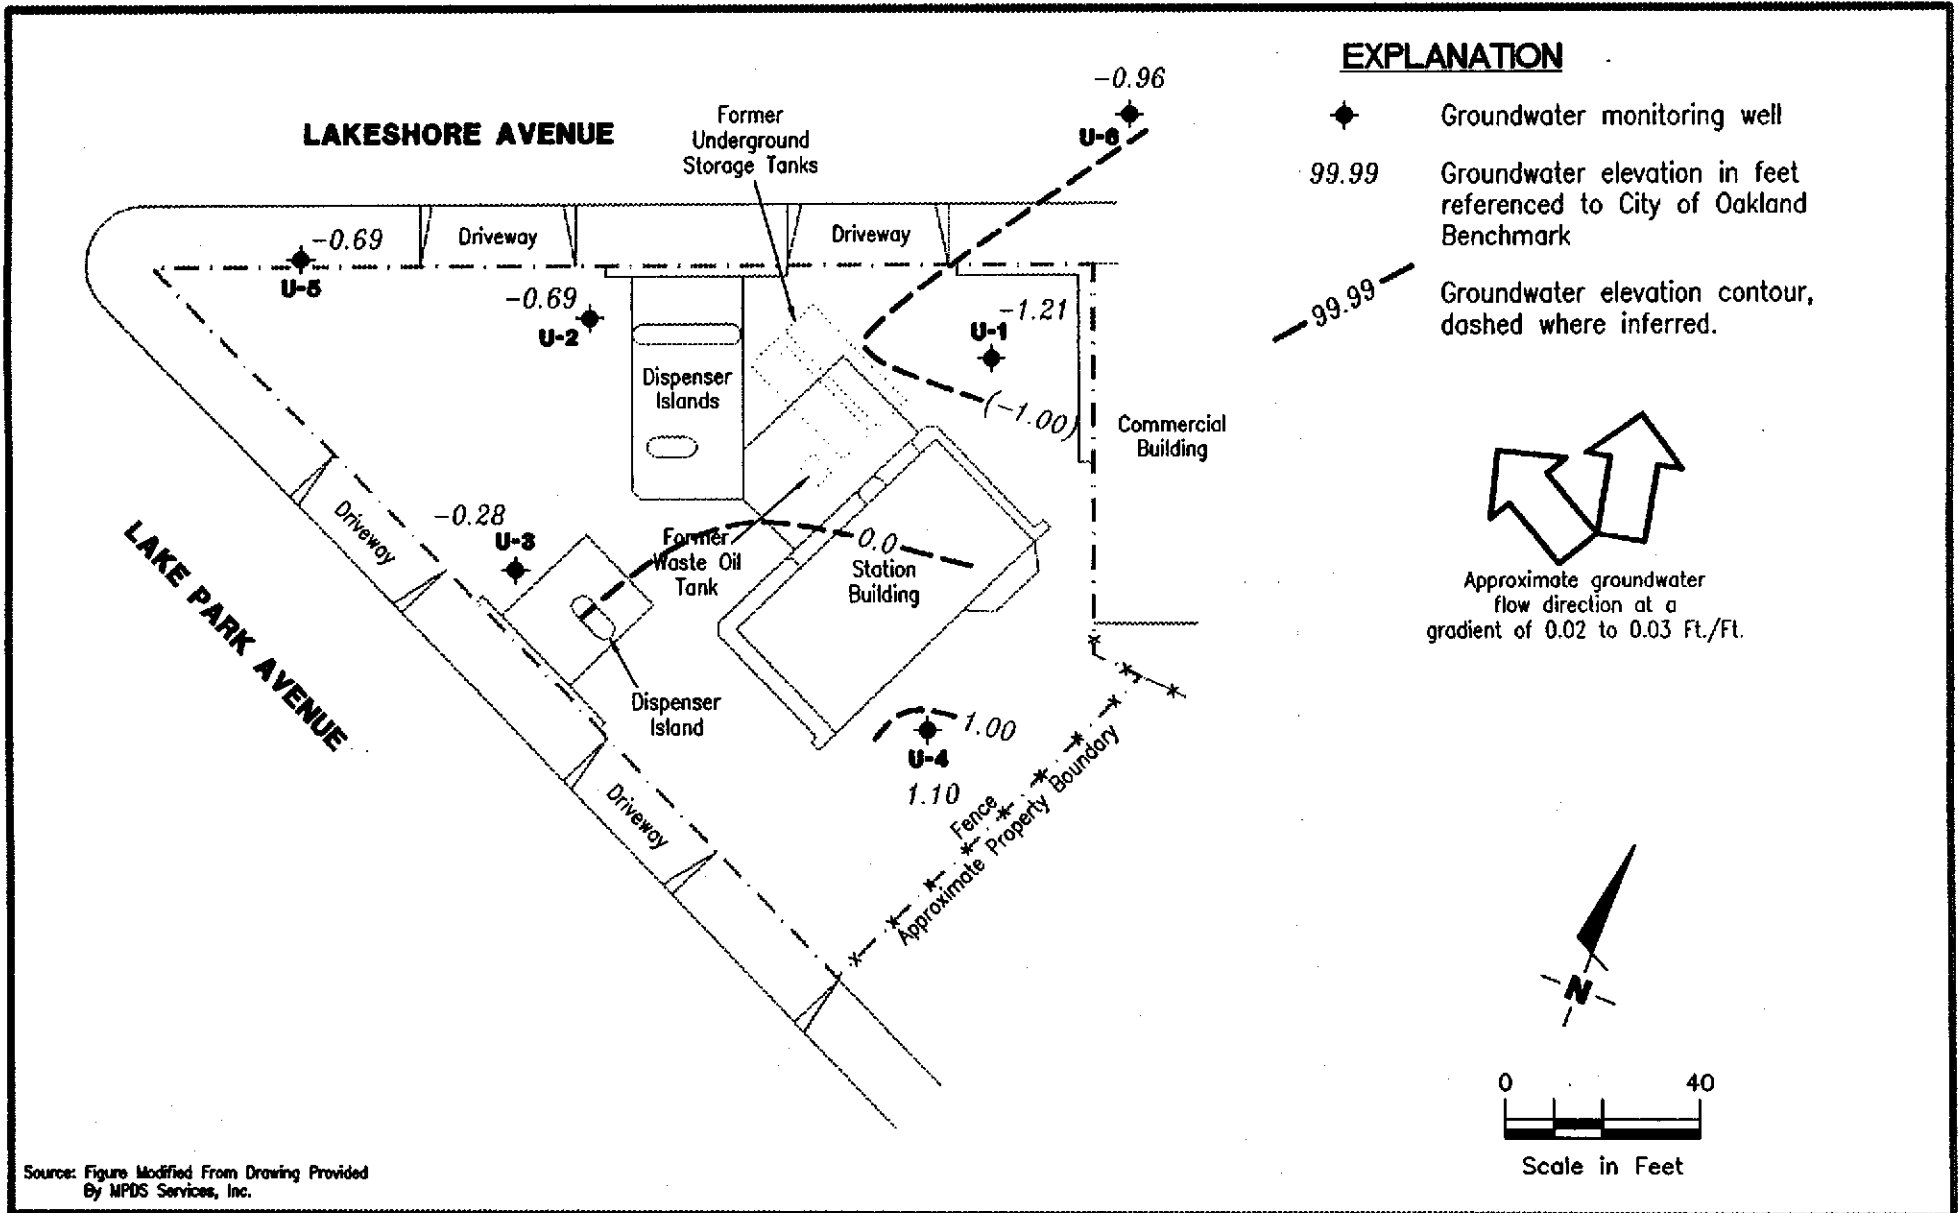 EXPLANATION
Groundwater monitoring well
99.99
Groundwater elevation in feet
referenced to City of Oakland
Benchmark
99.99
Groundwater elevation contour,
dashed where inferred.
Approximate groundwater
flow direction at a
gradient of 0.02 to 0.03 Ft./Ft.
N
0 40
Scale in Feet
LAKESHORE AVENUE
Former
Underground
Storage Tanks
-0.96
U-6
-0.69
U-5
Driveway
Driveway
-0.69
U-2
-1.21
U-1
Dispenser
Islands
(-1.00)
Commercial
Building
-0.28
U-3
Driveway
Former
Waste Oil
Tank
0.0
Station
Building
LAKE PARK AVENUE
Dispenser
Island
1.00
U-4
1.10
Driveway
Fence
Approximate Property Boundary
Source: Figure Modified From Drawing Provided
By MPDS Services, Inc.